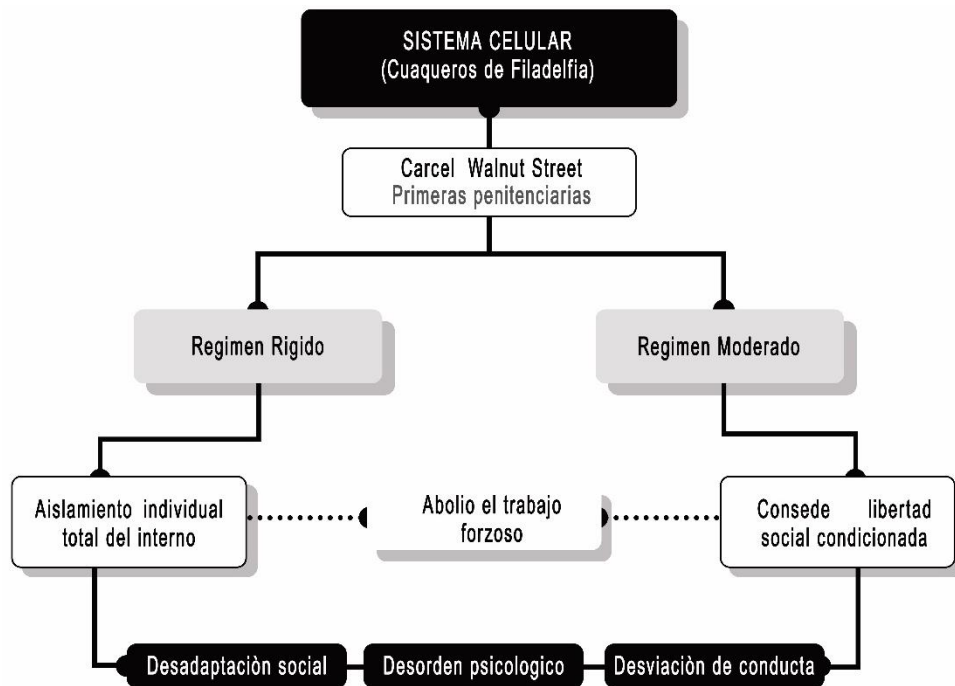 SISTEMA CELULAR
(Cuaqueros de Filadelfia)
Carcel Walnut Street
Primeras penitenciarias
Regimen Rigido
Regimen Moderado
Aislamiento individual
total del interno
Abolio el trabajo
forzoso
Consede libertad
social condicionada
Desadaptaciòn social
Desorden psicologico
Desviaciòn de conducta